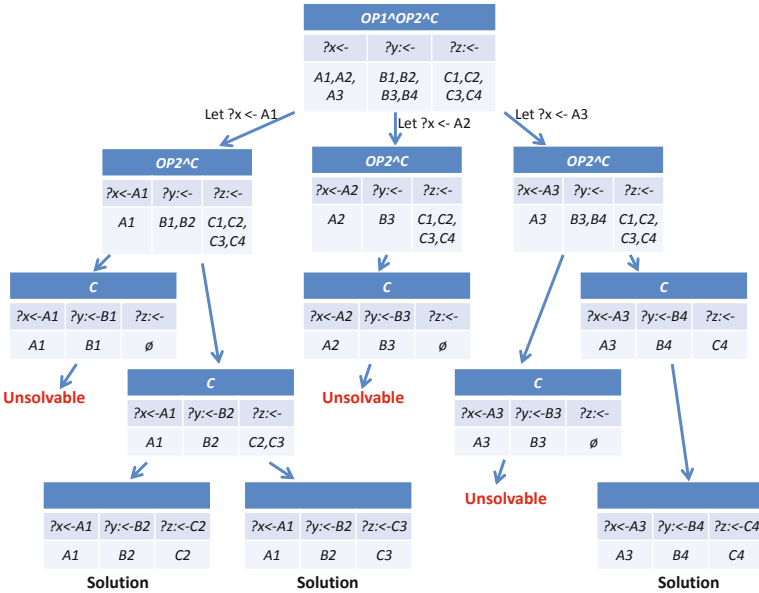 OP1^OP2^C
?x<- ?y:<- ?z:<-
A1,A2, B1,B2, C1,C2,
A3 B3,B4 C3,C4
Let ?x <- A1 Let ?x <- A2 Let ?x <- A3
OP2^C OP2^C OP2^C
?x<-A1 ?y:<- ?z:<- ?x<-A2 ?y:<- ?z:<- ?x<-A3 ?y:<- ?z:<-
A1 B1,B2 C1,C2, A2 B3 C1,C2, A3 B3,B4 C1,C2,
C3,C4 C3,C4 C3,C4
C C C
?x<-A1 ?y:<-B1 ?z:<- ?x<-A2 ?y:<-B3 ?z:<- ?x<-A3 ?y:<-B4 ?z:<-
A1 B1 ø A2 B3 ø A3 B4 C4
Unsolvable Unsolvable
C C
?x<-A1 ?y:<-B2 ?z:<- ?x<-A3 ?y:<-B3 ?z:<-
A1 B2 C2,C3 A3 B3 ø
Unsolvable
?x<-A1 ?y:<-B2 ?z:<-C2 ?x<-A1 ?y:<-B2 ?z:<-C3 ?x<-A3 ?y:<-B4 ?z:<-C4
A1 B2 C2 A1 B2 C3 A3 B4 C4
Solution Solution Solution